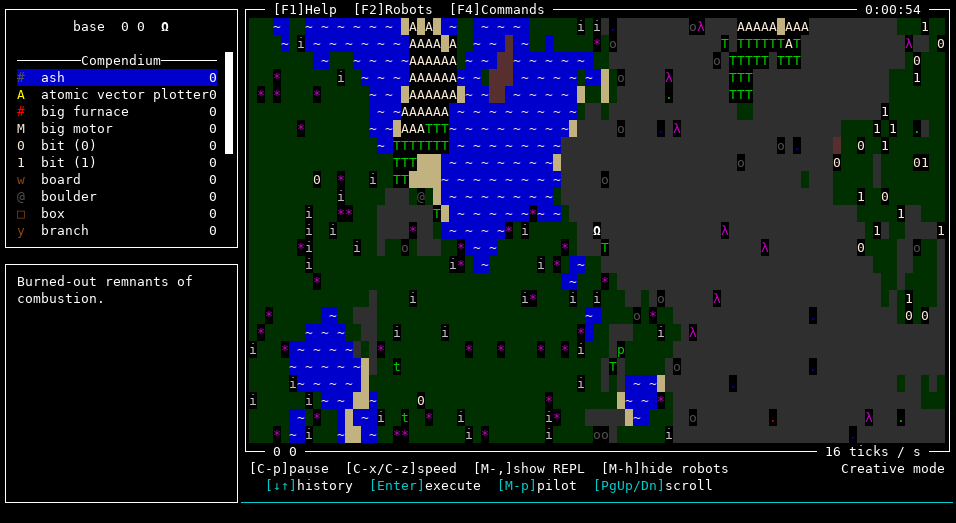 [F1]Help [F2]Robots [F4]Commands 0:00:54
base 0 0 Ω
Compendium
# ash 0
A atomic vector plotter0
# big furnace 0
M big motor 0
0 bit (0) 0
1 bit (1) 0
w board 0
@ boulder 0
□ box 0
y branch 0
Burned-out remnants of
combustion.
0 0 16 ticks / s
[C-p]pause [C-x/C-z]speed [M-,]show REPL [M-h]hide robots Creative mode
[↓↑]history [Enter]execute [M-p]pilot [PgUp/Dn]scroll